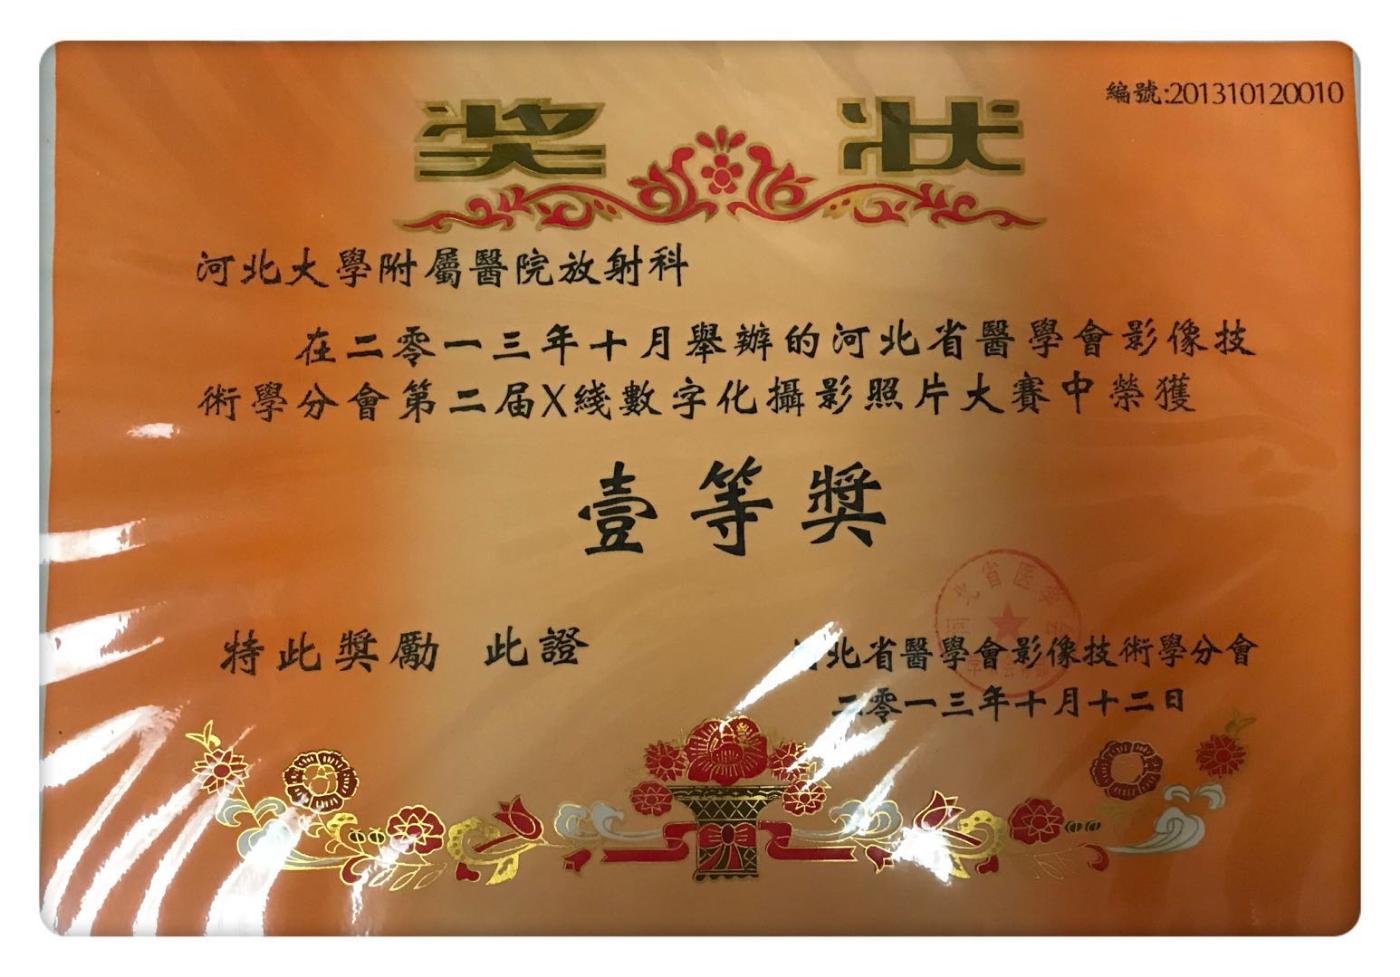 編號:201310120010
奖状
河北大學附屬醫院放射科
在二零一三年十月舉辦的河北省醫學會影像技
術學分會第二届X綫數字化攝影照片大賽中榮獲
壹等獎
特此獎勵 此證
河北省醫學會影像技術學分會
二零一三年十月十二日